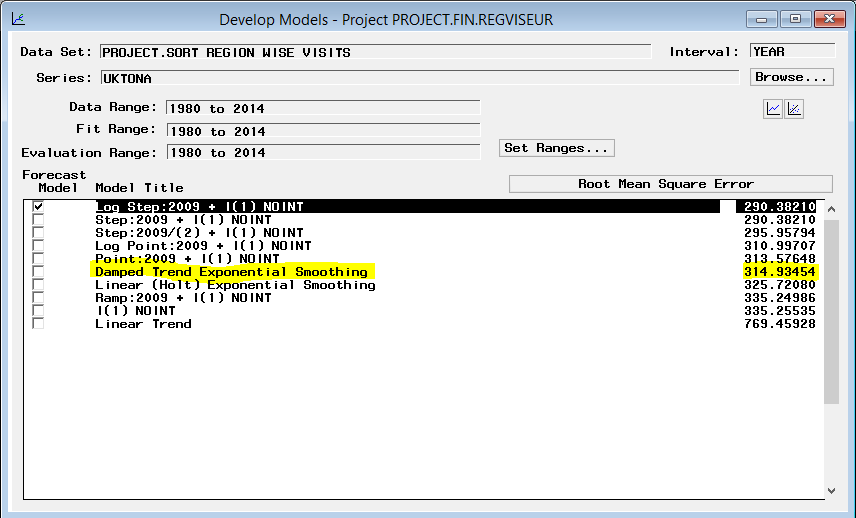 Develop Models - Project PROJECT.FIN.REGVISEUR
Data Set: PROJECT.SORT REGION WISE VISITS Interval: YEAR
Series: UKTONA Browse...
Data Range: 1980 to 2014
Fit Range: 1980 to 2014
Evaluation Range: 1980 to 2014 Set Ranges...
Forecast
Model Model Title Root Mean Square Error
Log Step:2009 + I(1) NOINT 290.38210
Step:2009 + I(1) NOINT 290.38210
Step:2009/(2) + I(1) NOINT 295.95794
Log Point:2009 + I(1) NOINT 310.99707
Point:2009 + I(1) NOINT 313.57648
Damped Trend Exponential Smoothing 314.93454
Linear (Holt) Exponential Smoothing 325.72080
Ramp:2009 + I(1) NOINT 335.24986
I(1) NOINT 335.25535
Linear Trend 769.45928